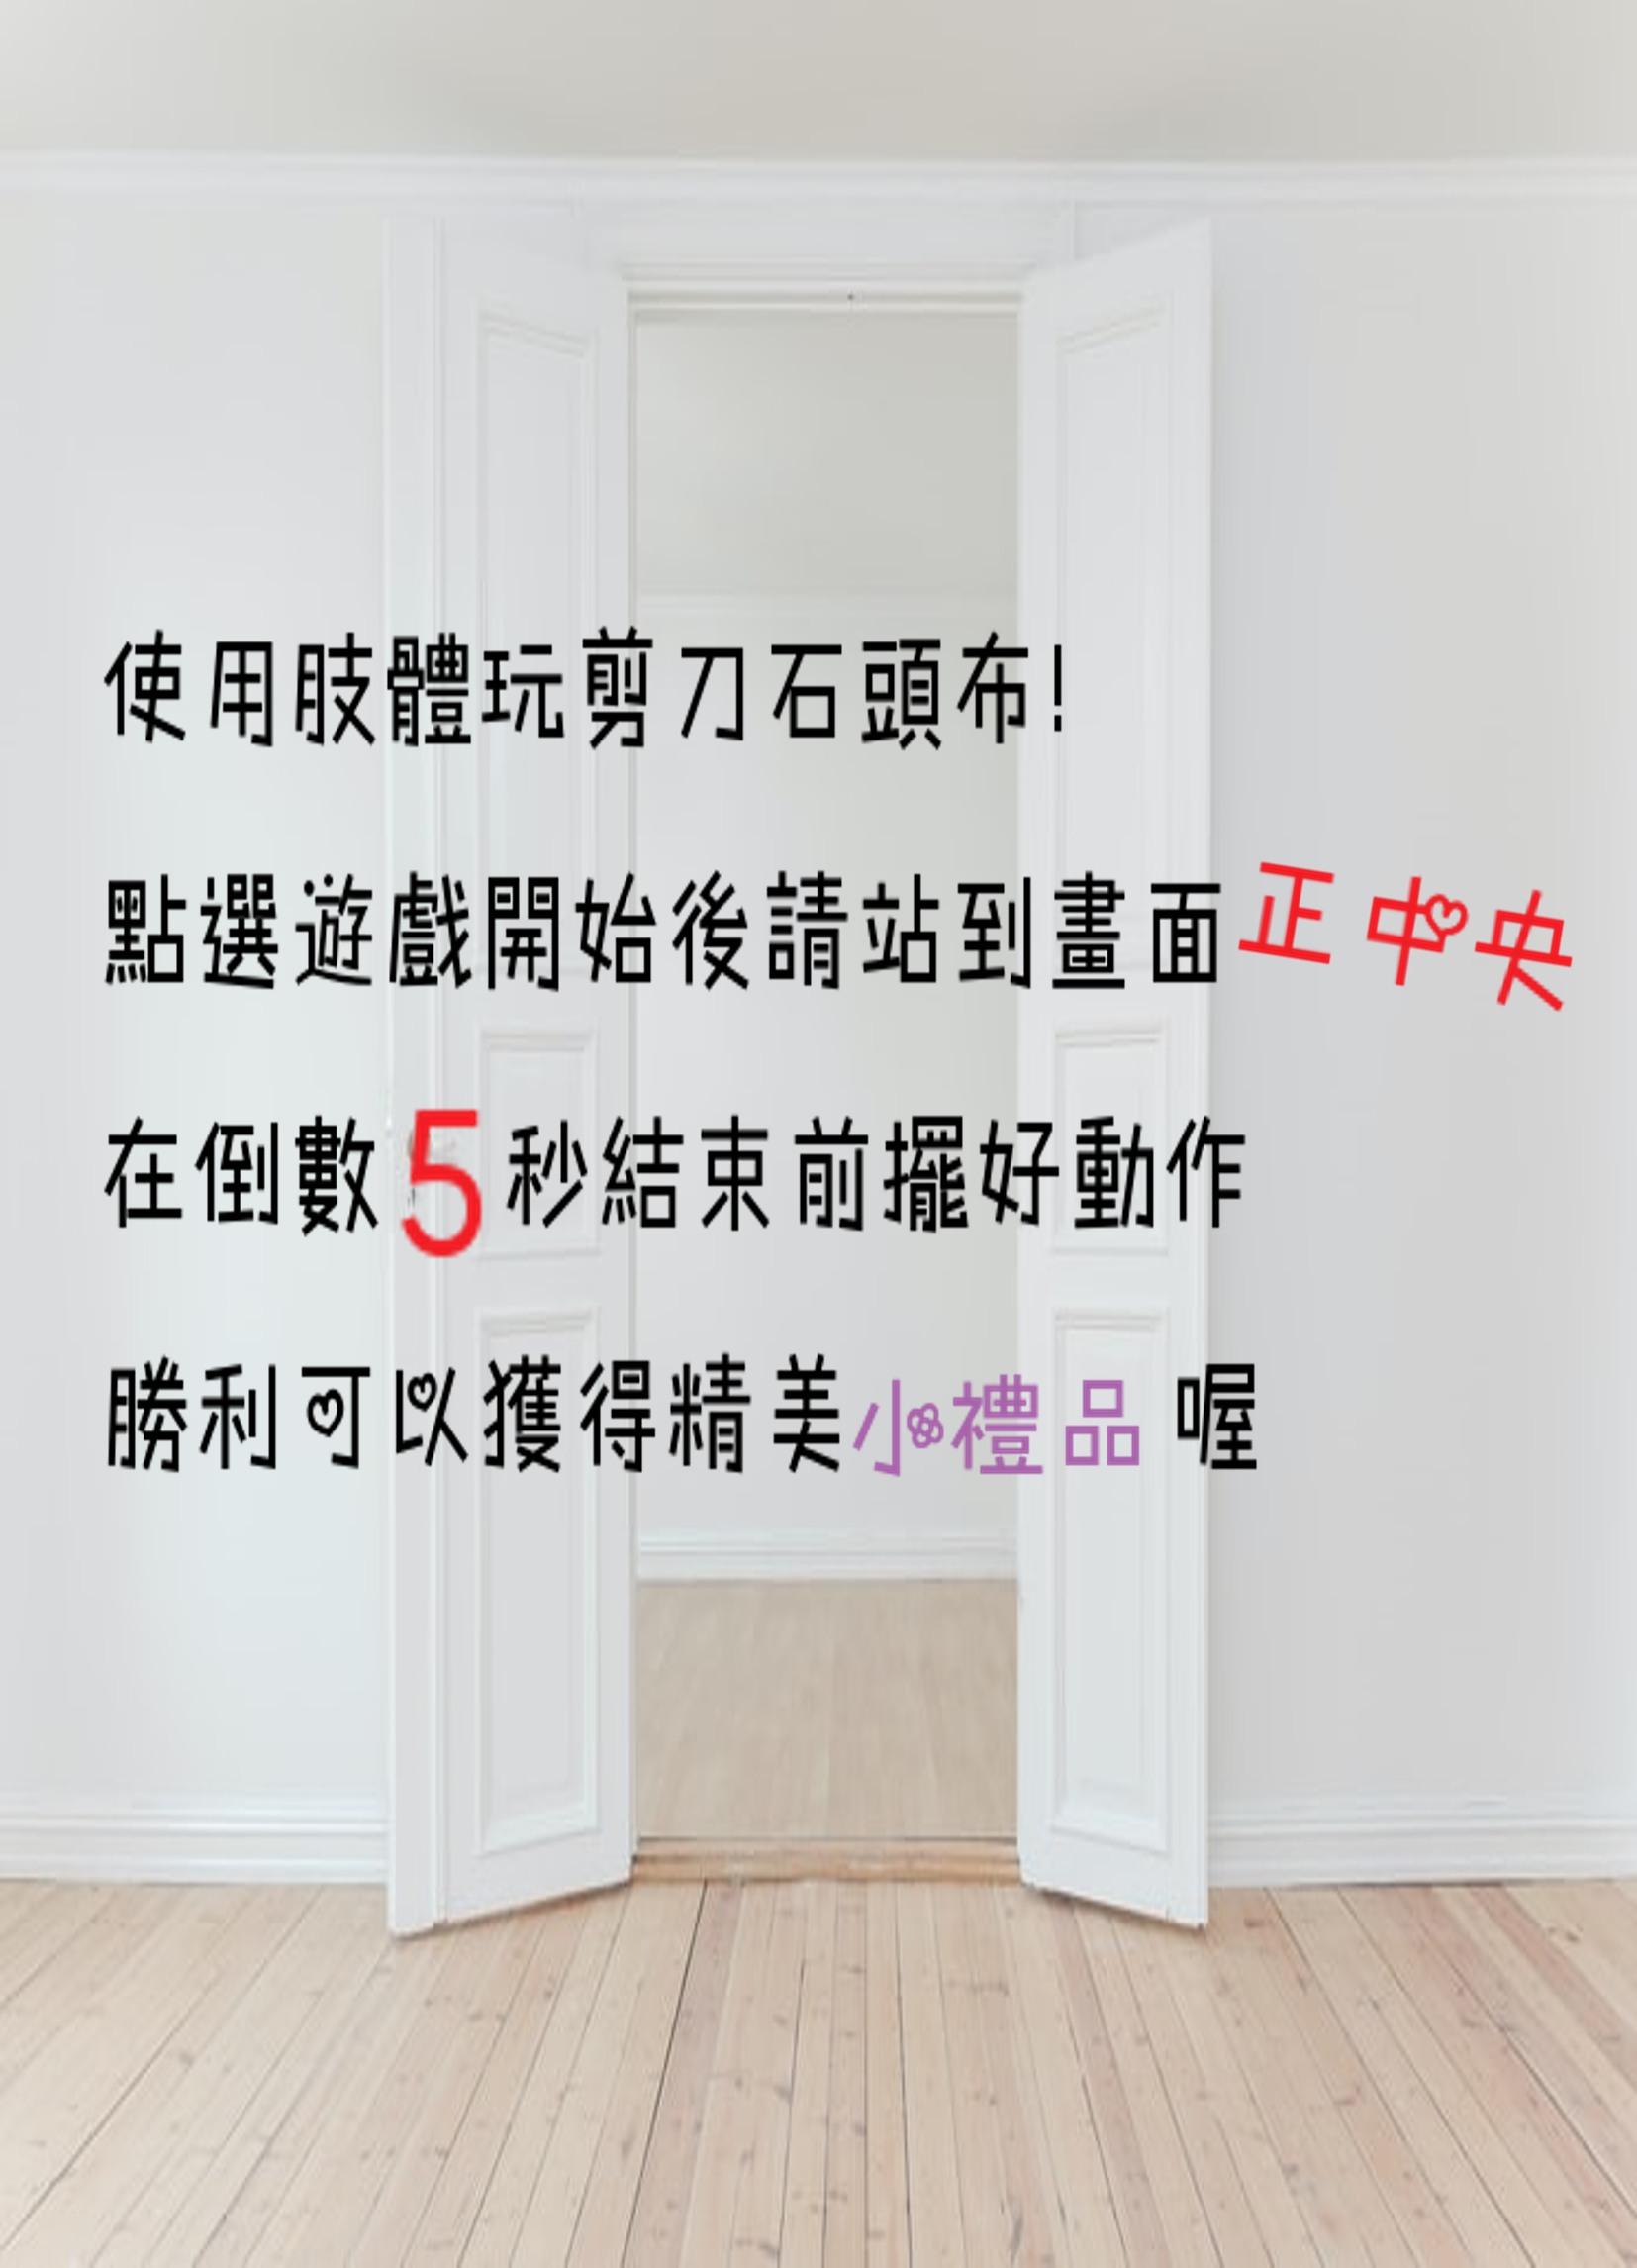 使用肢體玩剪刀石頭布!
點選遊戲開始後請站到畫面正中央
在倒數5秒結束前擺好動作
勝利可以獲得精美小禮品喔